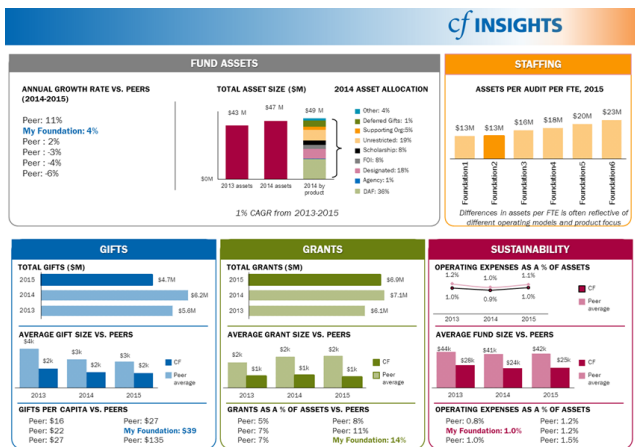 cf INSIGHTS
FUND ASSETS
ANNUAL GROWTH RATE VS. PEERS
(2014-2015)
Peer: 11%
My Foundation: 4%
Peer : 2%
Peer : -3%
Peer : -4%
Peer: -6%
TOTAL ASSET SIZE ($M)
$43 M
$47 M
$49 M
$0M
2013 assets
2014 assets
2014 by
product
2014 ASSET ALLOCATION
Other: 4%
Deferred Gifts: 1%
Supporting Org:5%
Unrestricted: 19%
Scholarship: 8%
FOI: 8%
Designated: 18%
Agency: 1%
DAF: 36%
1% CAGR from 2013-2015
STAFFING
ASSETS PER AUDIT PER FTE, 2015
$13M
$13M
$16M
$18M
$20M
$23M
Foundation1
Foundation2
Foundation3
Foundation4
Foundation5
Foundation6
Differences in assets per FTE is often reflective of
different operating models and product focus
GIFTS
TOTAL GIFTS ($M)
2015
$4.7M
2014
$6.2M
2013
$5.6M
AVERAGE GIFT SIZE VS. PEERS
$4k
$2k
$3k
$2k
$3k
$2k
CF
Peer
average
2013
2014
2015
GIFTS PER CAPITA VS. PEERS
Peer: $16
Peer: $27
Peer: $22
My Foundation: $39
Peer: $27
Peer: $135
GRANTS
TOTAL GRANTS ($M)
2015
$6.9M
2014
$7.1M
2013
$6.1M
AVERAGE GRANT SIZE VS. PEERS
$2k
$1k
$2k
$1k
$2k
$1k
CF
Peer
average
2013
2014
2015
GRANTS AS A % OF ASSETS VS. PEERS
Peer: 5%
Peer: 8%
Peer: 7%
Peer: 11%
Peer: 7%
My Foundation: 14%
SUSTAINABILITY
OPERATING EXPENSES AS A % OF ASSETS
1.2%
1.0%
1.1%
1.0%
0.9%
1.0%
CF
Peer
average
2013
2014
2015
AVERAGE FUND SIZE VS. PEERS
$44k
$28k
$41k
$24k
$42k
$25k
CF
Peer
average
2013
2014
2015
OPERATING EXPENSES AS A % OF ASSETS
Peer: 0.8%
Peer: 1.2%
My Foundation: 1.0%
Peer: 1.2%
Peer: 1.0%
Peer: 1.5%